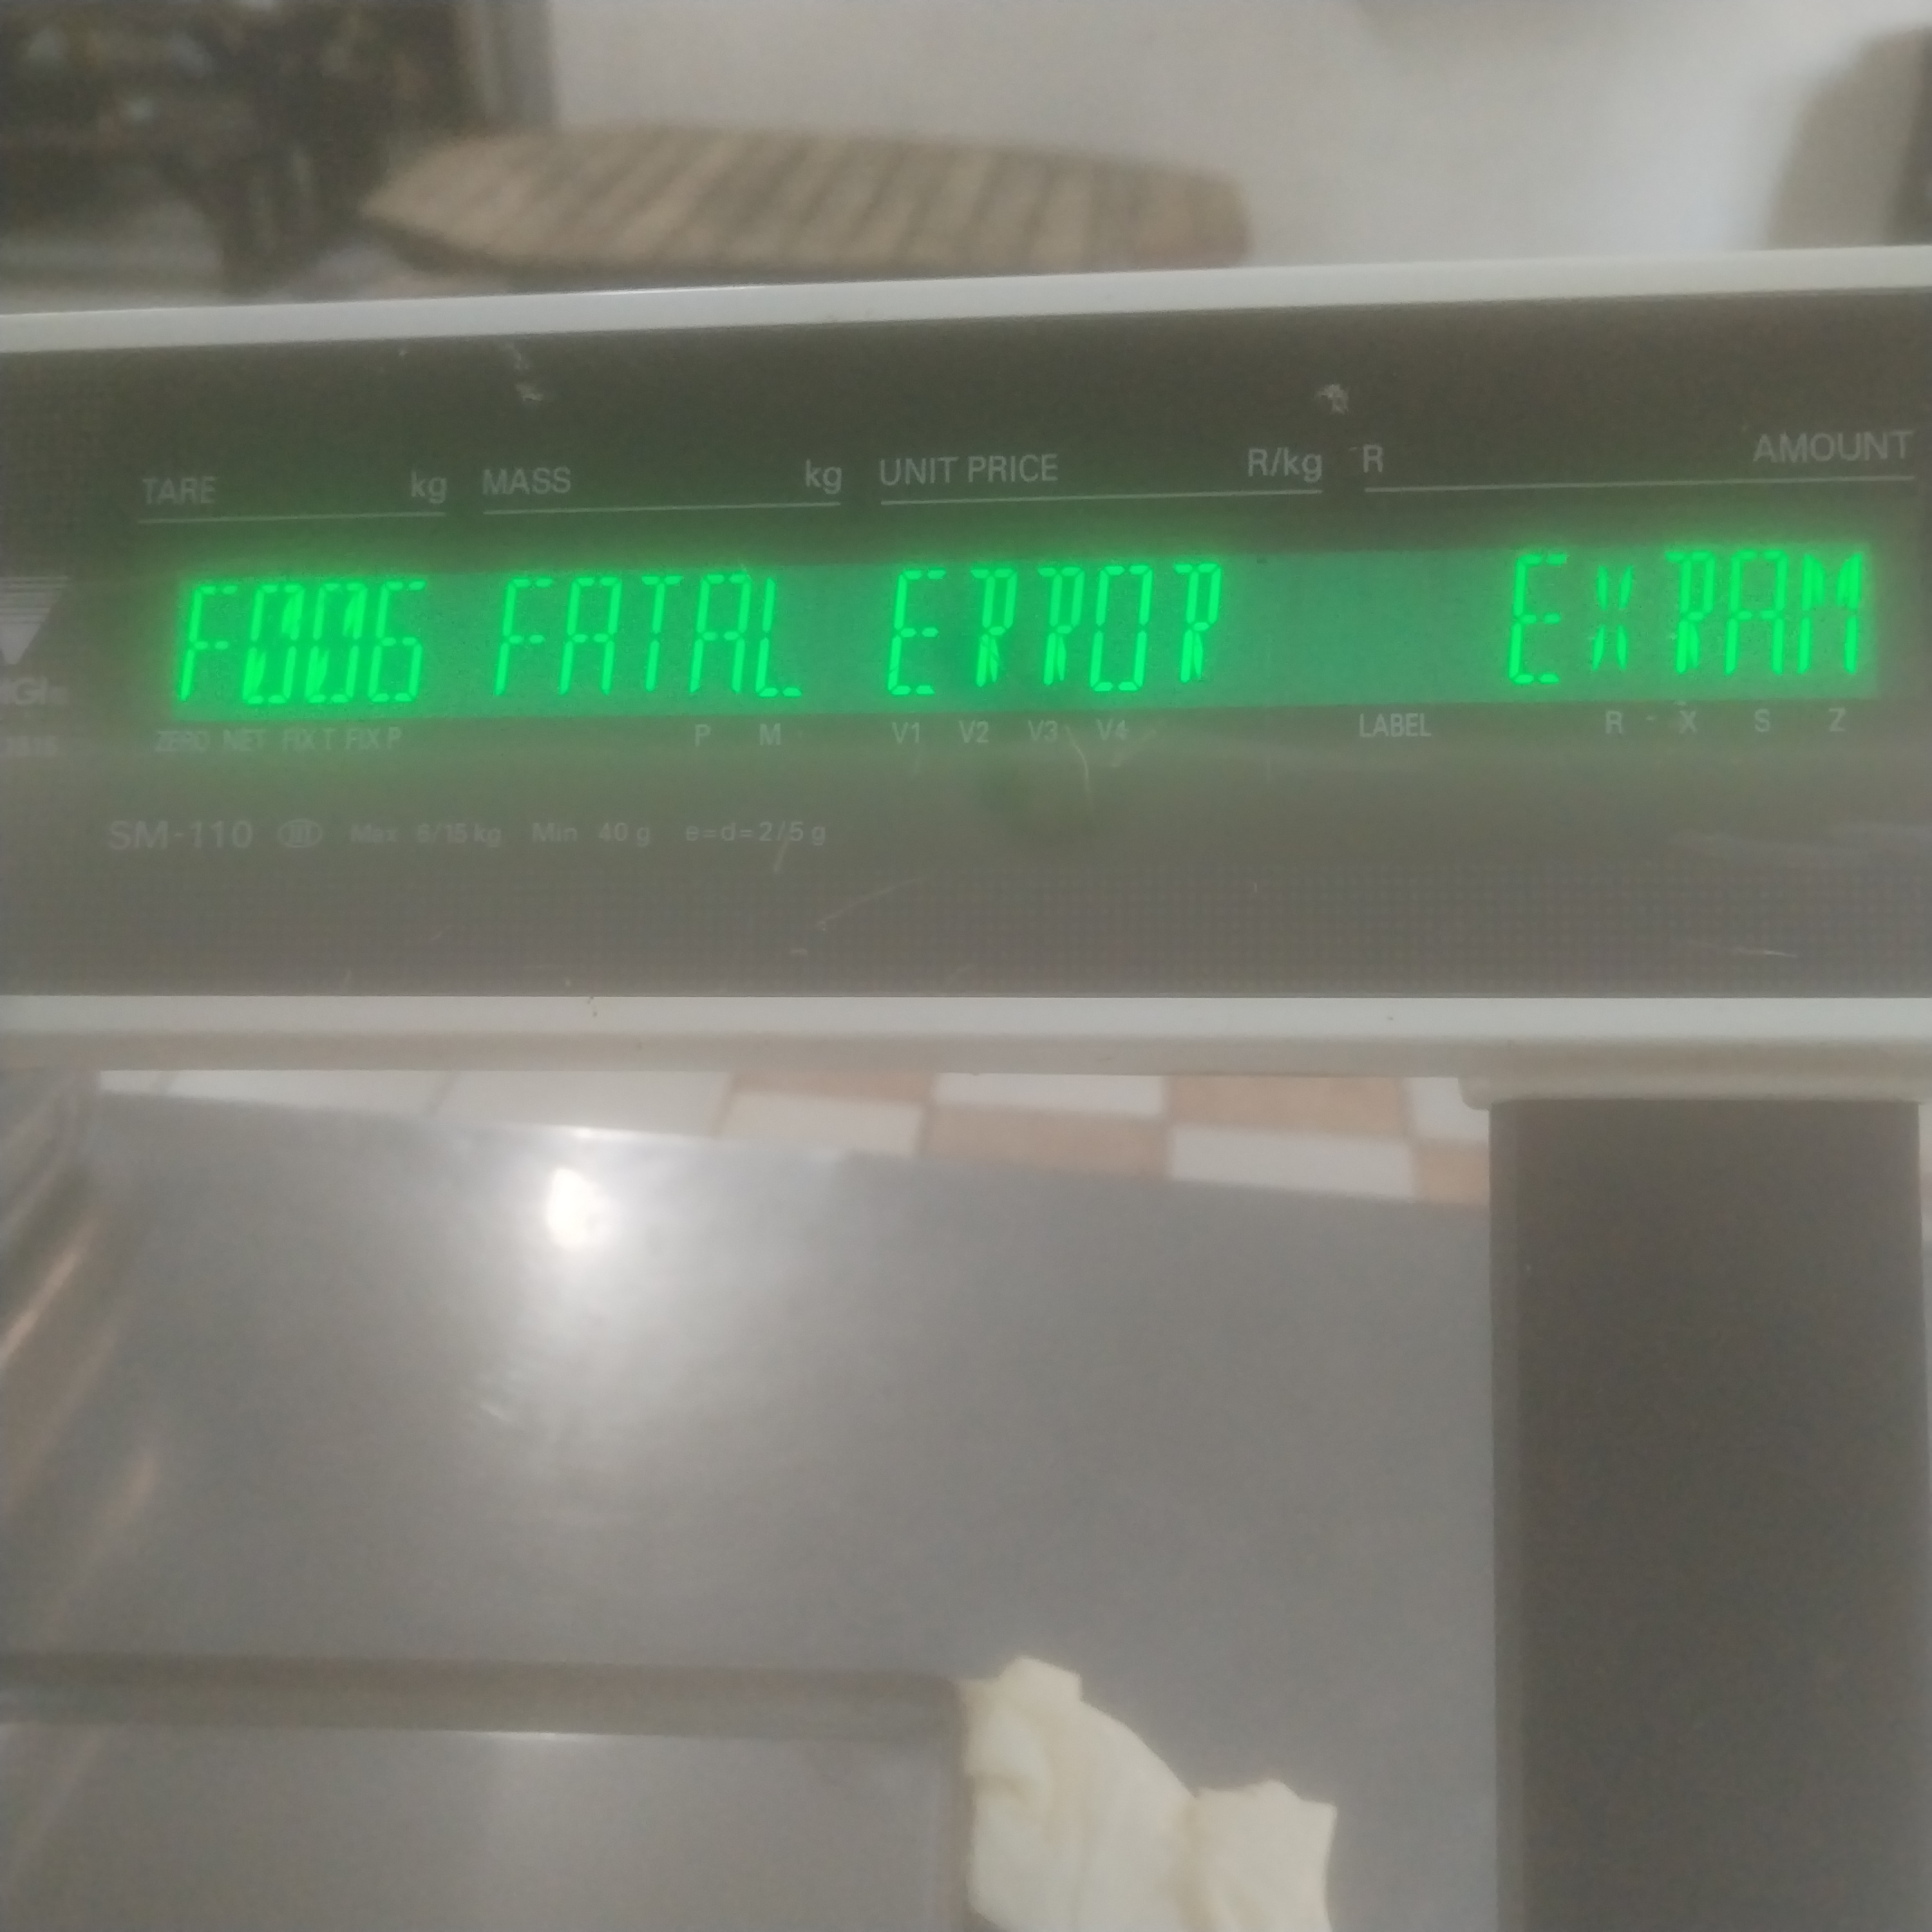 TARE kg MASS kg UNIT PRICE R/kg R AMOUNT
F006 FATAL ERROR EXRAM
ZERO NET FIX T FIX P P M V1 V2 V3 V4 LABEL R - X S Z
SM-110 III Max 6/15 kg Min 40 g e=d=2/5 g